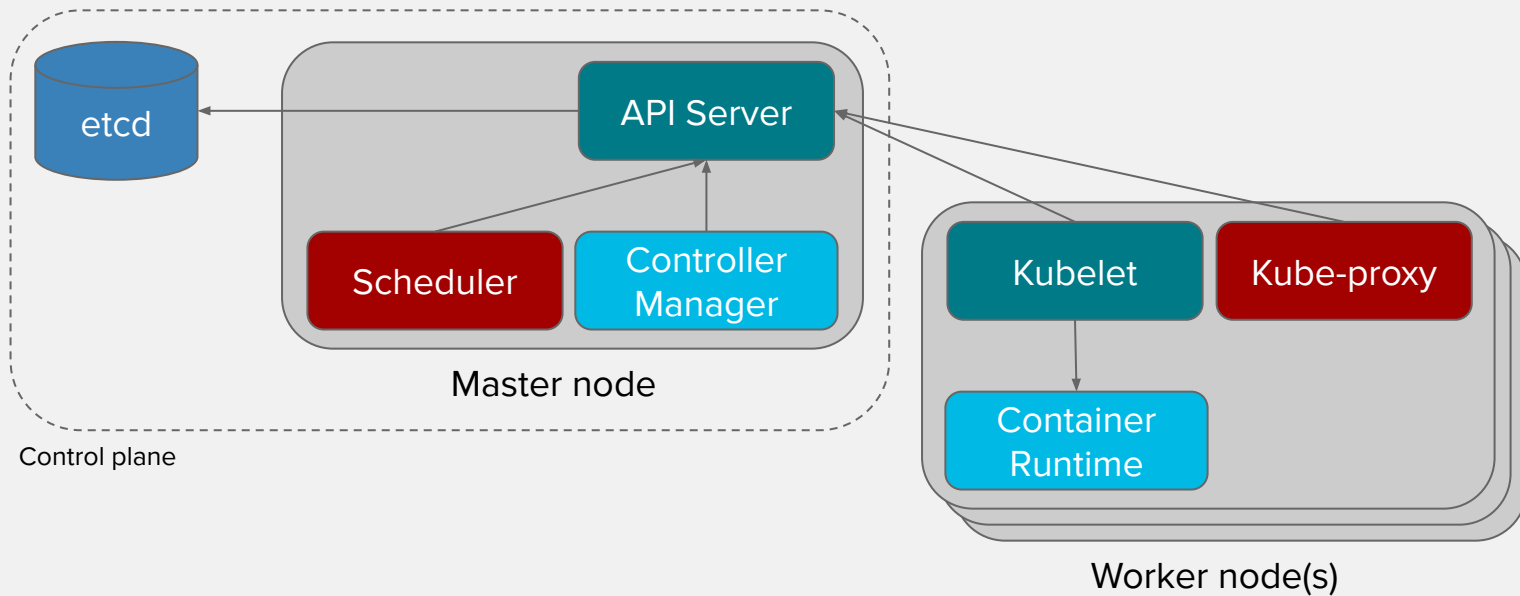 etcd
API Server
Scheduler
Controller
Manager
Master node
Control plane
Kubelet
Kube-proxy
Container
Runtime
Worker node(s)